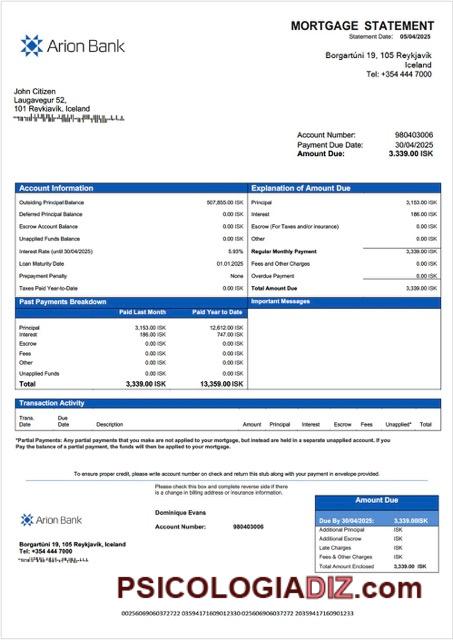 MORTGAGE STATEMENT
Statement Date: 05/04/2025
Arion Bank
Borgartúni 19, 105 Reykjavík
Iceland
Tel: +354 444 7000
John Citizen
Laugavegur 52,
101 Revkiavík, Iceland
Account Number: 980403006
Payment Due Date: 30/04/2025
Amount Due: 3.339.00 ISK
Account Information
Outsiding Principal Balance 507,855.00 ISK
Deferred Principal Balance 0.00 ISK
Escrow Account Balance 0.00 ISK
Unapplied Funds Balance 0.00 ISK
Interest Rate (until 30/04/2025) 5.93%
Loan Maturity Date 01.01.2025
Prepayment Penalty None
Taxes Paid Year-to-Date 0.00 ISK
Explanation of Amount Due
Principal 3,153.00 ISK
Interest 186.00 ISK
Escrow (For Taxes and/or insurance) 0.00 ISK
Other 0.00 ISK
Regular Monthly Payment 3,339.00 ISK
Fees and Other Charges 0.00 ISK
Overdue Payment 0.00 ISK
Total Amount Due 3,339.00 ISK
Past Payments Breakdown
Paid Last Month Paid Year to Date
Principal 3,153.00 ISK 12,612.00 ISK
Interest 186.00 ISK 747.00 ISK
Escrow 0.00 ISK 0.00 ISK
Fees 0.00 ISK 0.00 ISK
Other 0.00 ISK 0.00 ISK
Unapplied Funds 0.00 ISK 0.00 ISK
Total 3,339.00 ISK 13,359.00 ISK
Important Messages
Transaction Activity
Trans. Date Due Date Description Amount Principal Interest Escrow Fees Unapplied* Total
*Partial Payments: Any partial payments that you make are not applied to your mortgage, but instead are held in a separate unapplied account. If you
Pay the balance of a partial payment, the funds will then be applied to your mortgage.
To ensure proper credit, please write account number on check and return this stub along with your payment in envelope provided.
Please check this box and complete reverse side if there
is a change in billing address or insurance information.
Arion Bank
Dominique Evans
Account Number: 980403006
Borgartúni 19, 105 Reykjavík, Iceland
Tel: +354 444 7000
Amount Due
Due By 30/04/2025: 3,339.00ISK
Additional Principal ISK
Additional Escrow ISK
Late Charges ISK
Fees & Other Charges ISK
Total Amount Enclosed 3,339.00 ISK
PSICOLOGIADIZ.com
00256069060372722 0359417160901233002560690603727220359417160901233